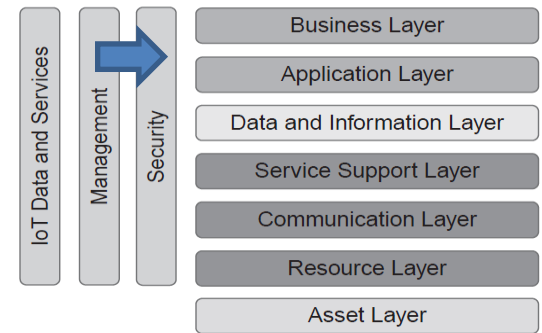 IoT Data and Services
Management
Security
Business Layer
Application Layer
Data and Information Layer
Service Support Layer
Communication Layer
Resource Layer
Asset Layer